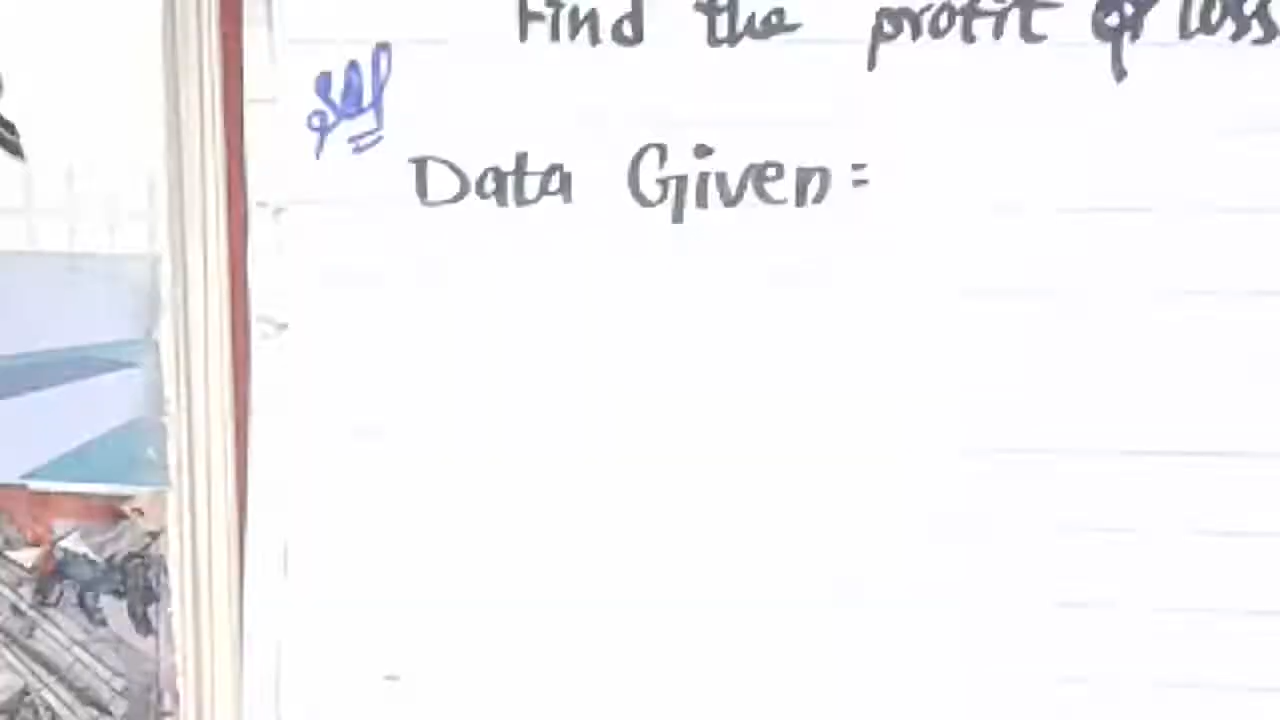 Find the profit or loss
Sol
Data Given: